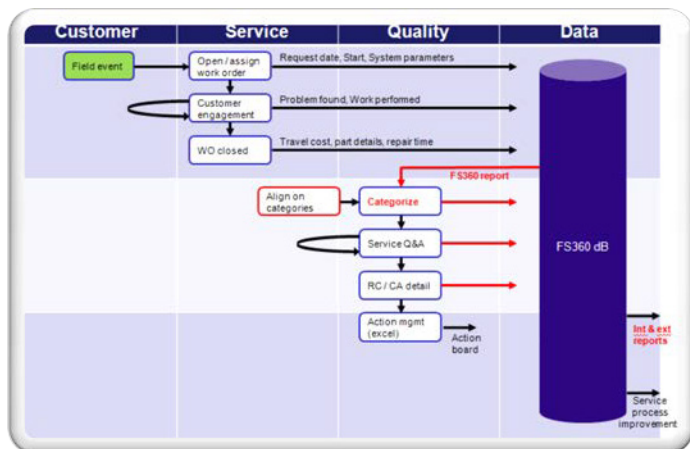 Customer
Service
Quality
Data
Field event
Open / assign
work order
Request date, Start, System parameters
Customer
engagement
Problem found, Work performed
WO closed
Travel cost, part details, repair time
FS360 report
Align on
categories
Categorize
Service Q&A
FS360 dB
RC / CA detail
Action mgmt
(excel)
Action
board
Int & ext
reports
Service
process
improvement